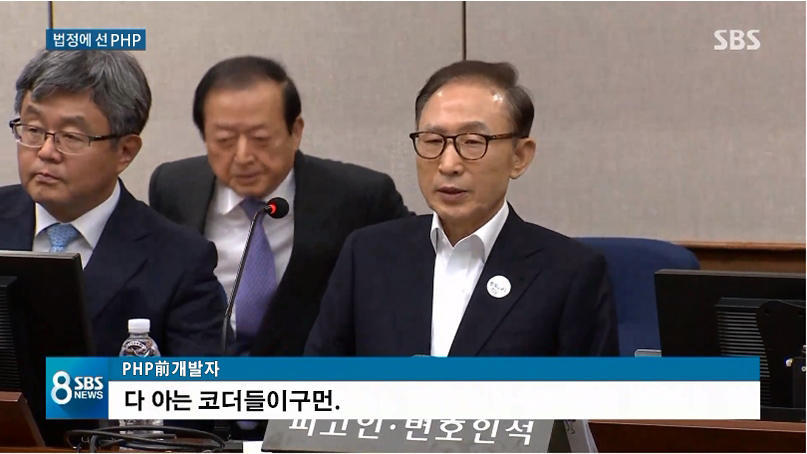 법정에 선 PHP
SBS
PHP前개발자
8 SBS NEWS
다 아는 코더들이구먼.
피고인·변호인석